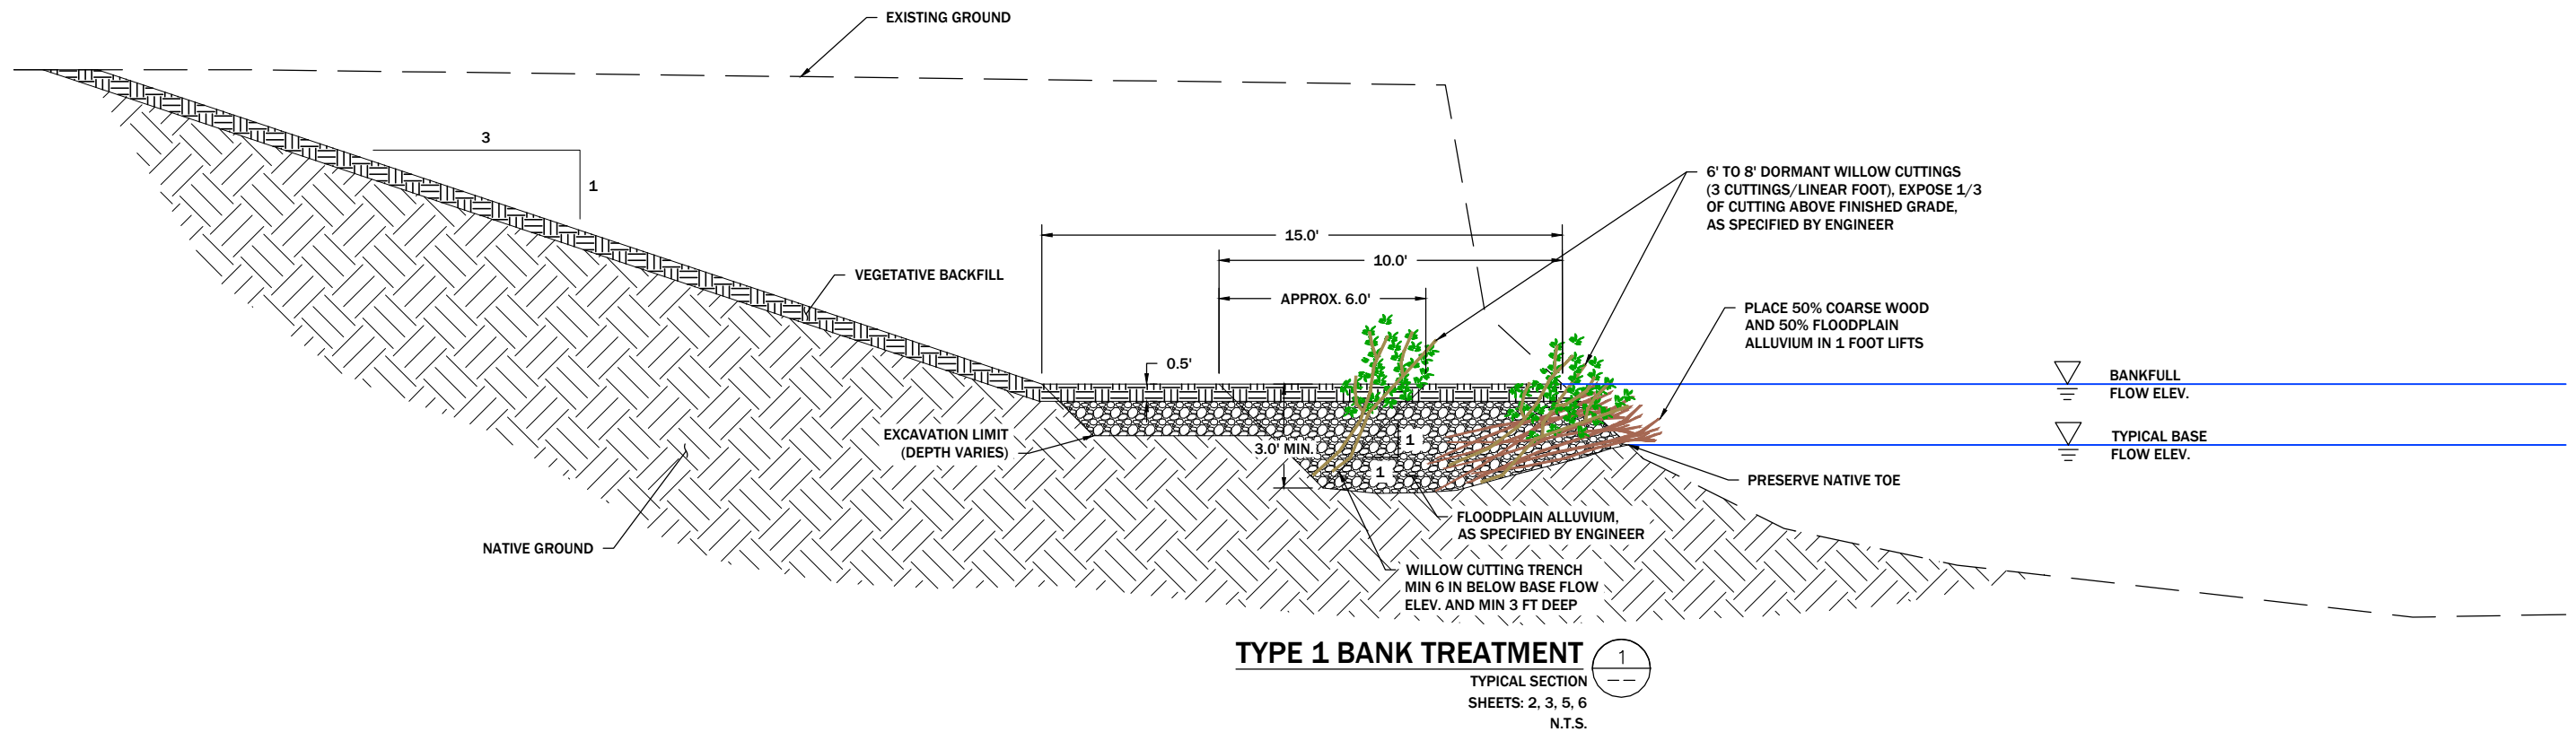 EXISTING GROUND
3
1
6' TO 8' DORMANT WILLOW CUTTINGS
(3 CUTTINGS/LINEAR FOOT), EXPOSE 1/3
OF CUTTING ABOVE FINISHED GRADE,
AS SPECIFIED BY ENGINEER
15.0'
10.0'
VEGETATIVE BACKFILL
APPROX. 6.0'
PLACE 50% COARSE WOOD
AND 50% FLOODPLAIN
ALLUVIUM IN 1 FOOT LIFTS
0.5'
BANKFULL
FLOW ELEV.
EXCAVATION LIMIT
(DEPTH VARIES)
3.0' MIN.
1
1
TYPICAL BASE
FLOW ELEV.
PRESERVE NATIVE TOE
FLOODPLAIN ALLUVIUM,
AS SPECIFIED BY ENGINEER
NATIVE GROUND
WILLOW CUTTING TRENCH
MIN 6 IN BELOW BASE FLOW
ELEV. AND MIN 3 FT DEEP
TYPE 1 BANK TREATMENT
1
--
TYPICAL SECTION
SHEETS: 2, 3, 5, 6
N.T.S.